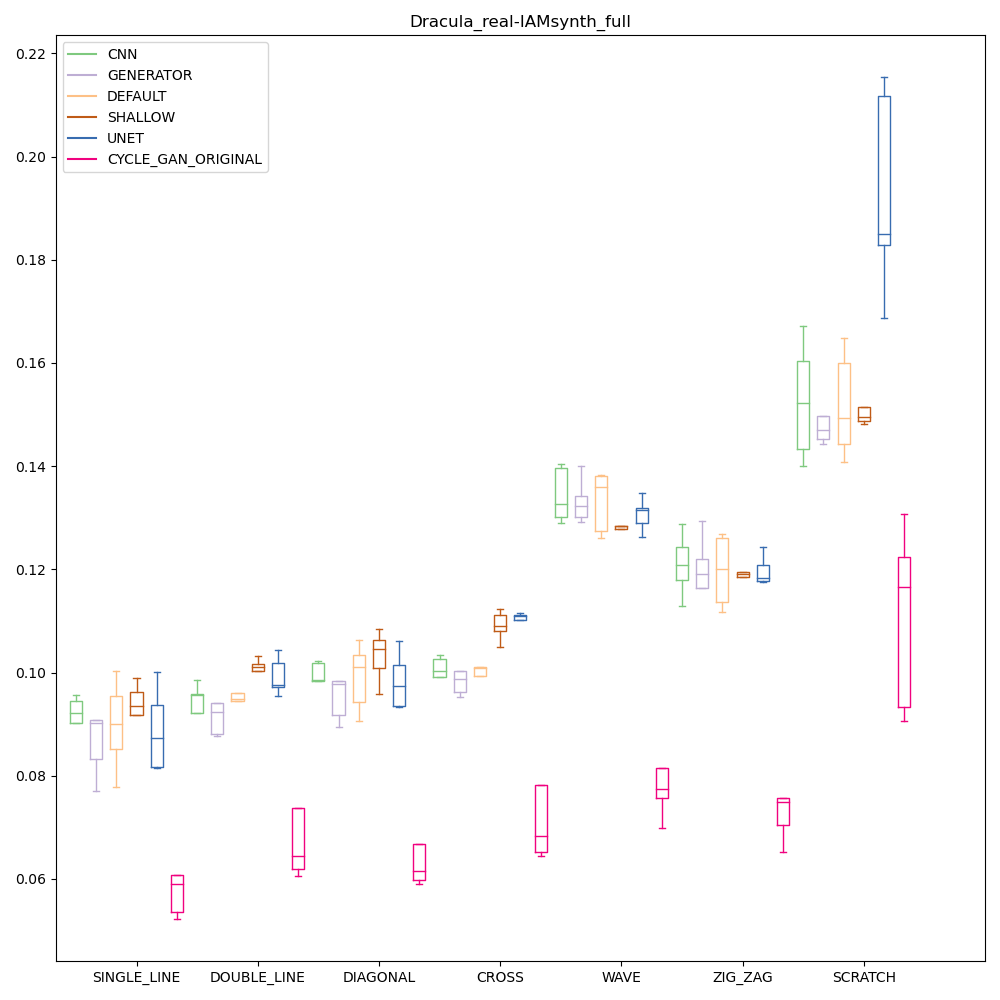 Dracula_real-IAMsynth_full
CNN
GENERATOR
DEFAULT
SHALLOW
UNET
CYCLE_GAN_ORIGINAL
0.22
0.20
0.18
0.16
0.14
0.12
0.10
0.08
0.06
SINGLE_LINE DOUBLE_LINE DIAGONAL CROSS WAVE ZIG_ZAG SCRATCH